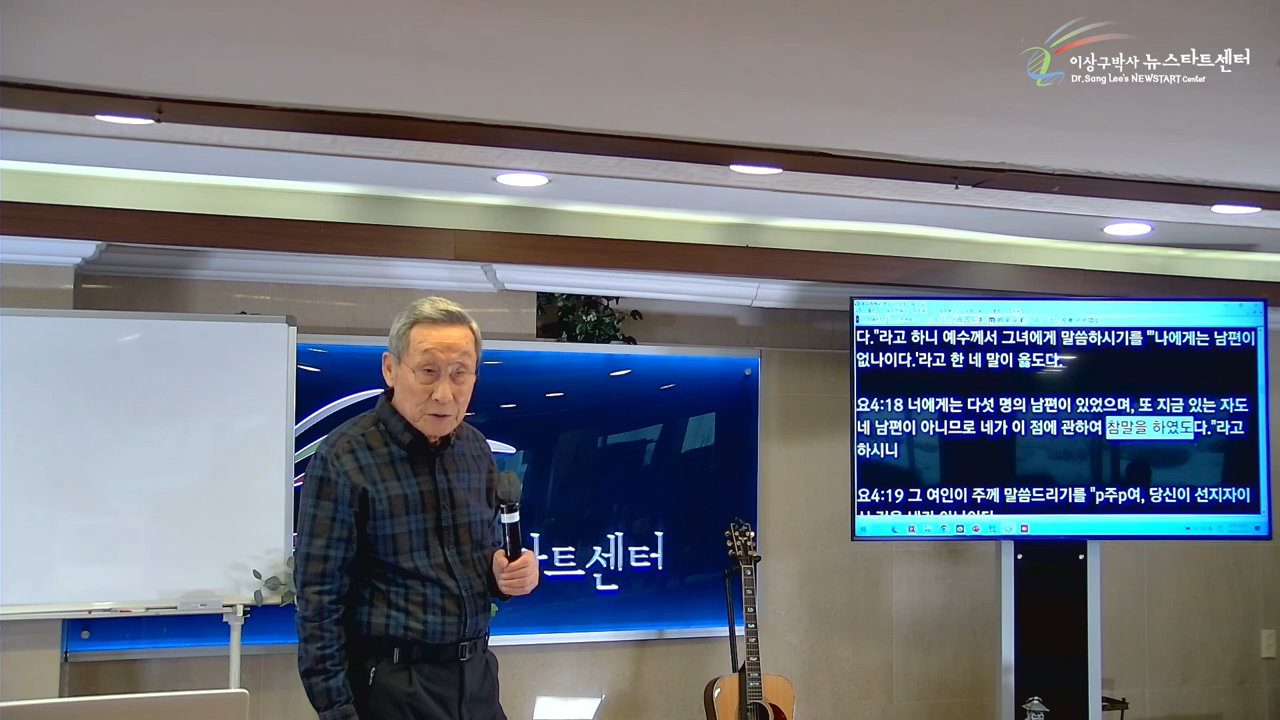 이상구박사 뉴스타트센터
Dr. Sang Lee's NEWSTART Center
다."라고 하니 예수께서 그녀에게 말씀하시기를 "'나에게는 남편이
없나이다.'라고 한 네 말이 옳도다.
요4:18 너에게는 다섯 명의 남편이 있었으며, 또 지금 있는 자도
네 남편이 아니므로 네가 이 점에 관하여 참말을 하였도다."라고
하시니
요4:19 그 여인이 주께 말씀드리기를 "p주p여, 당신이 선지자이
트센터